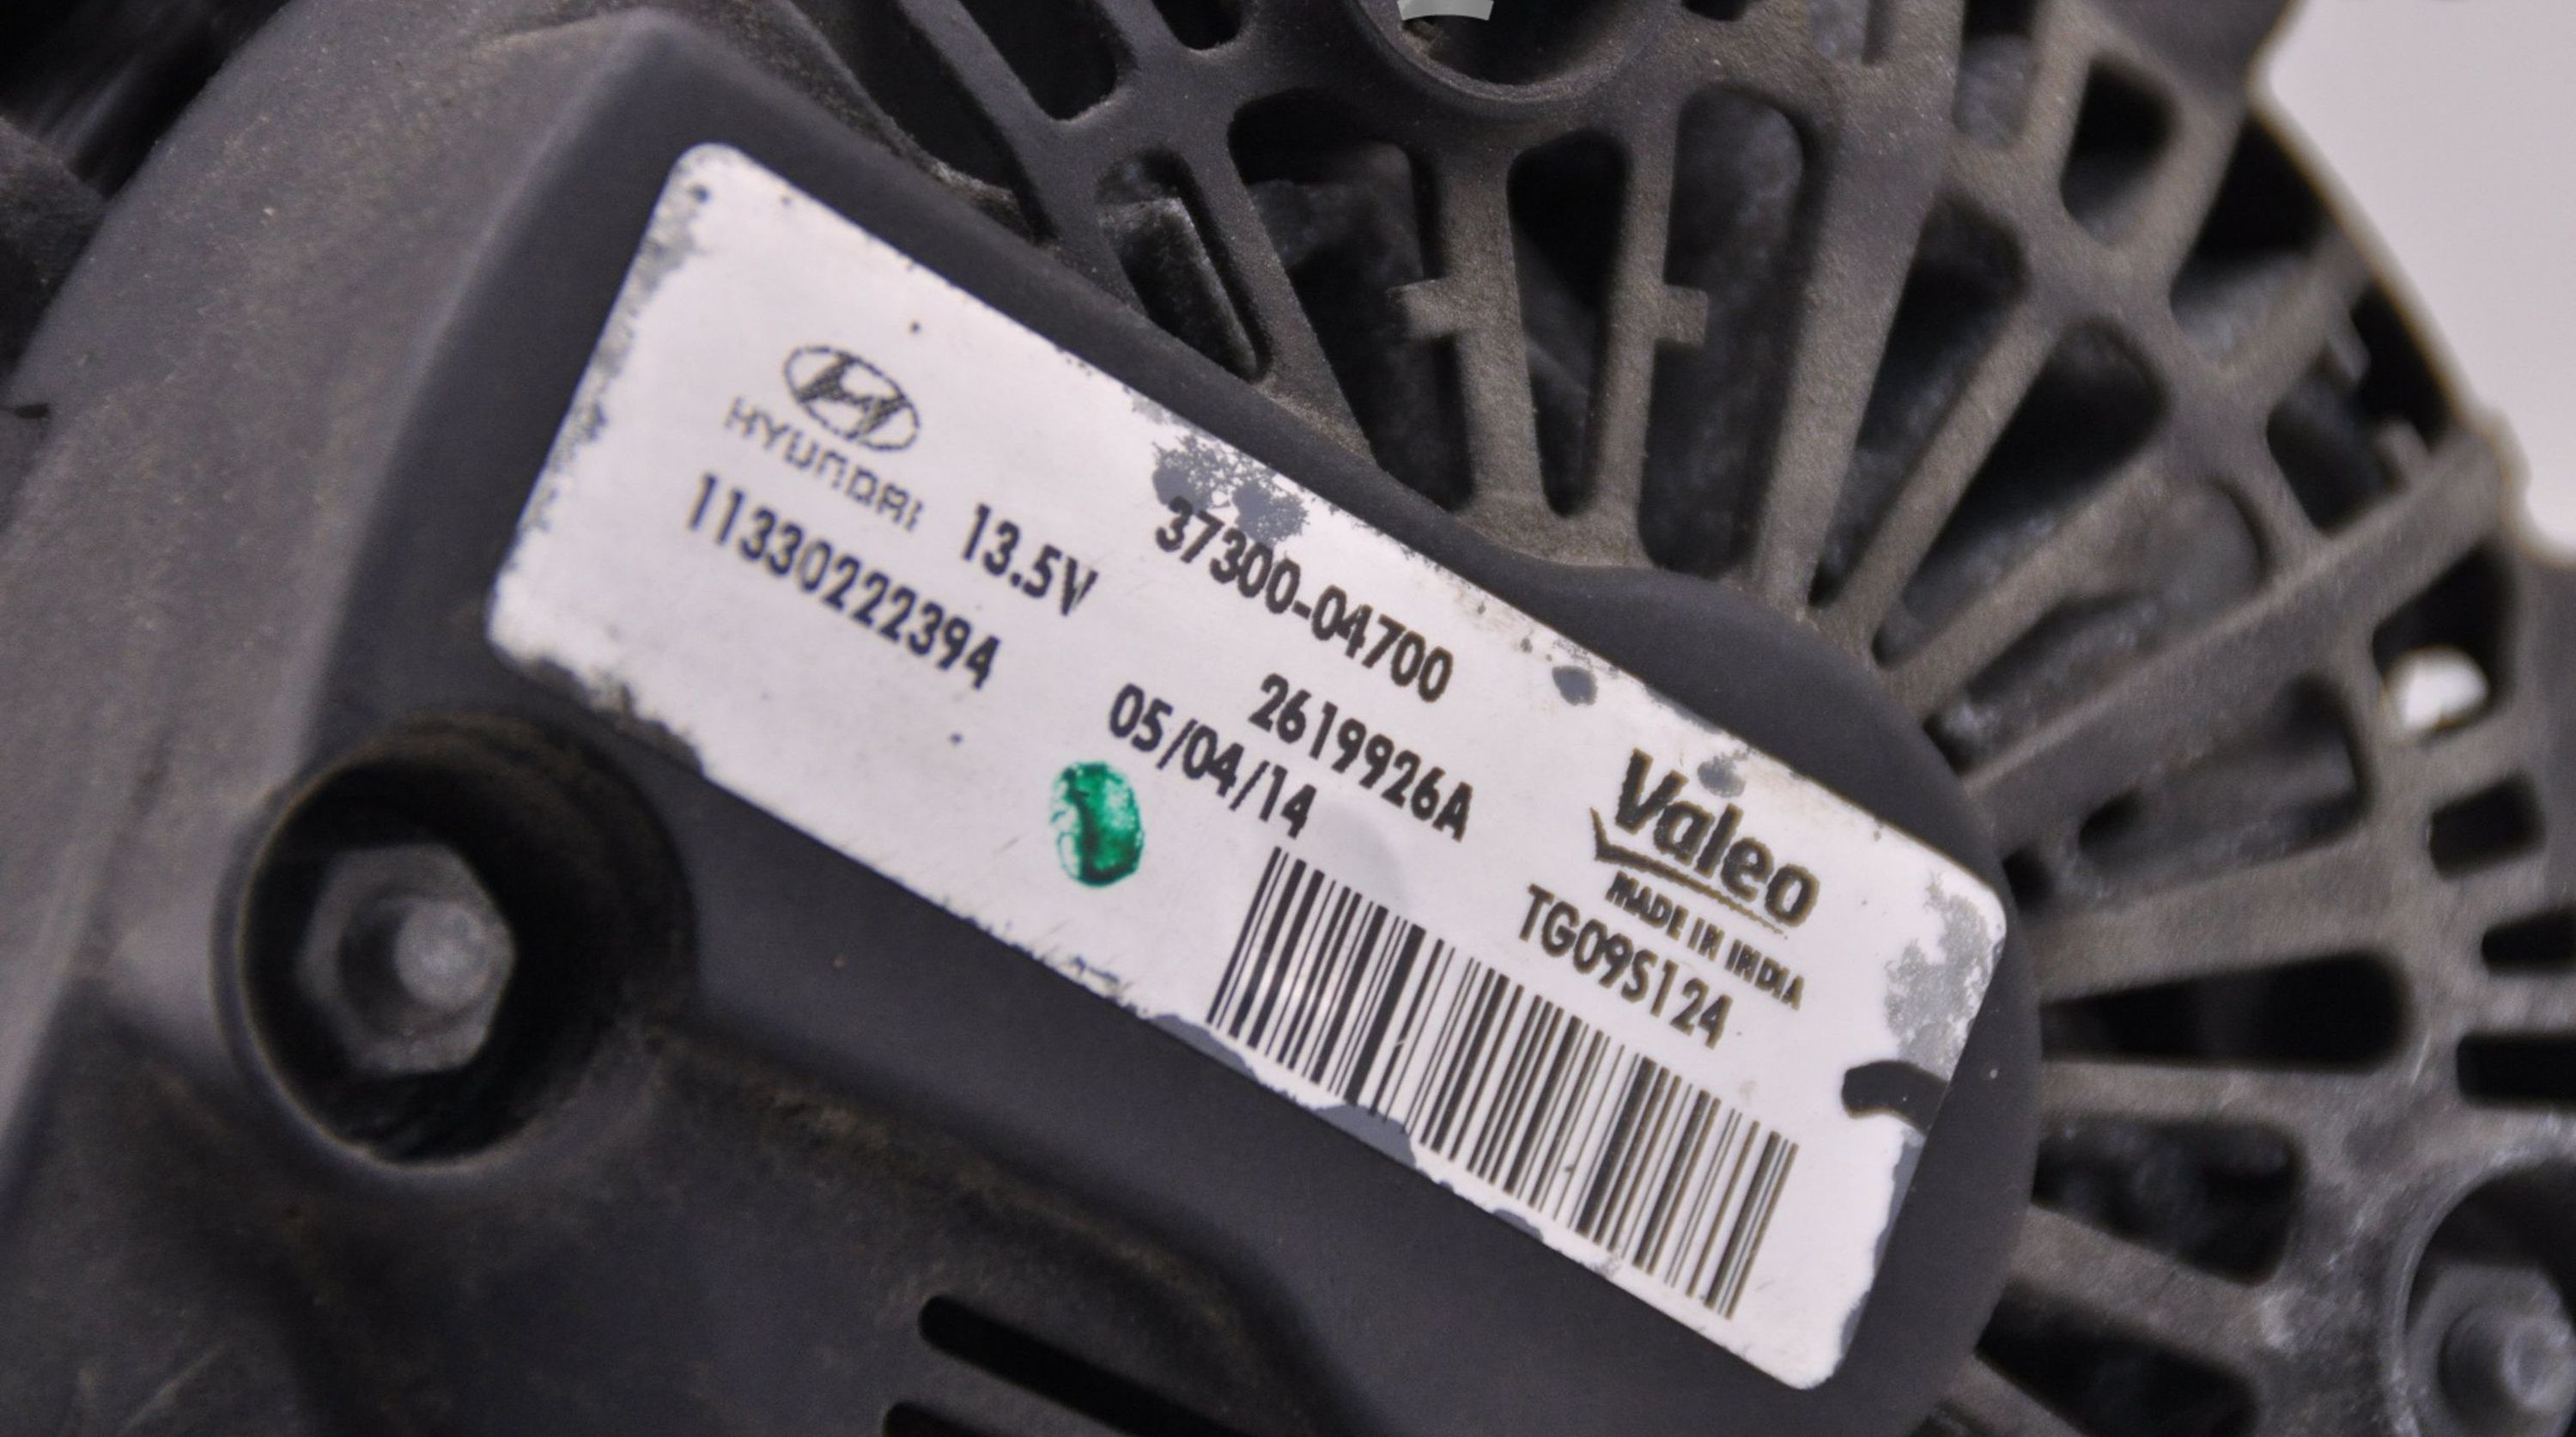 HYUNDAI
13.5V
37300-04700
11330222394
2619926A
05/04/14
Valeo
MADE IN INDIA
TG09S124